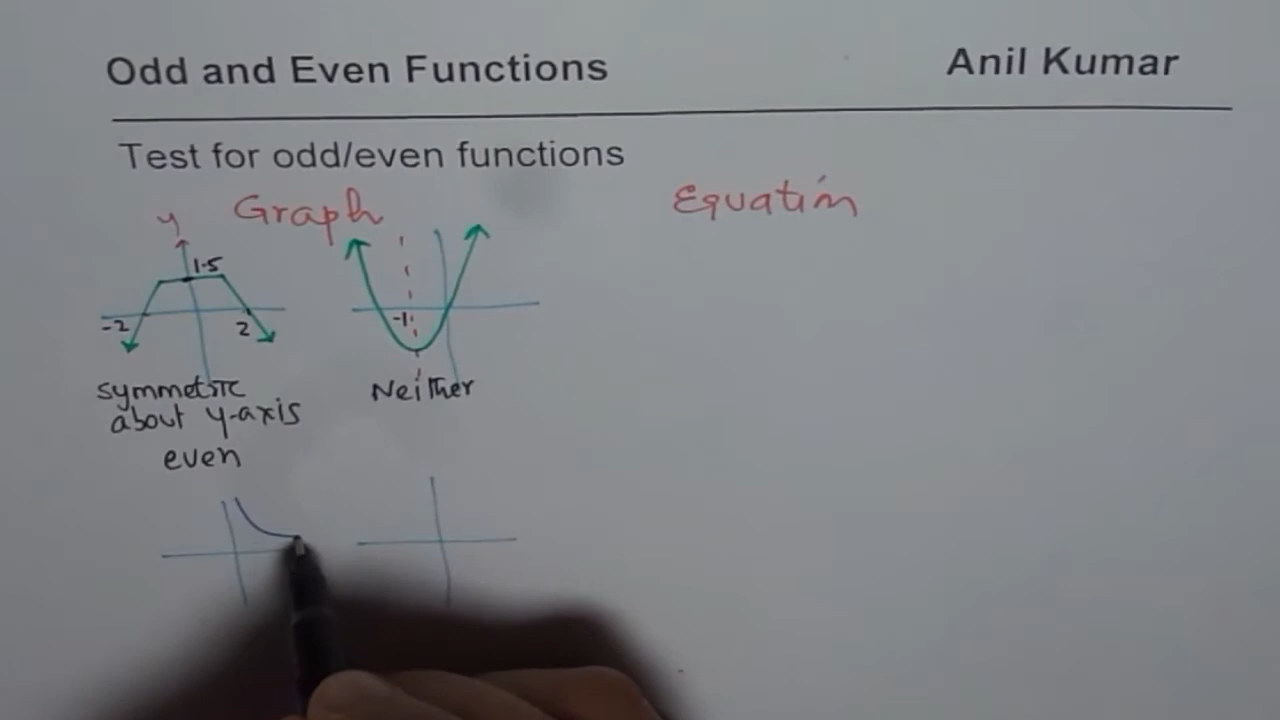 Odd and Even Functions Anil Kumar
Test for odd/even functions
Graph Equation
y
1.5
-2 2
-1
symmetric
about y-axis
even
Neither